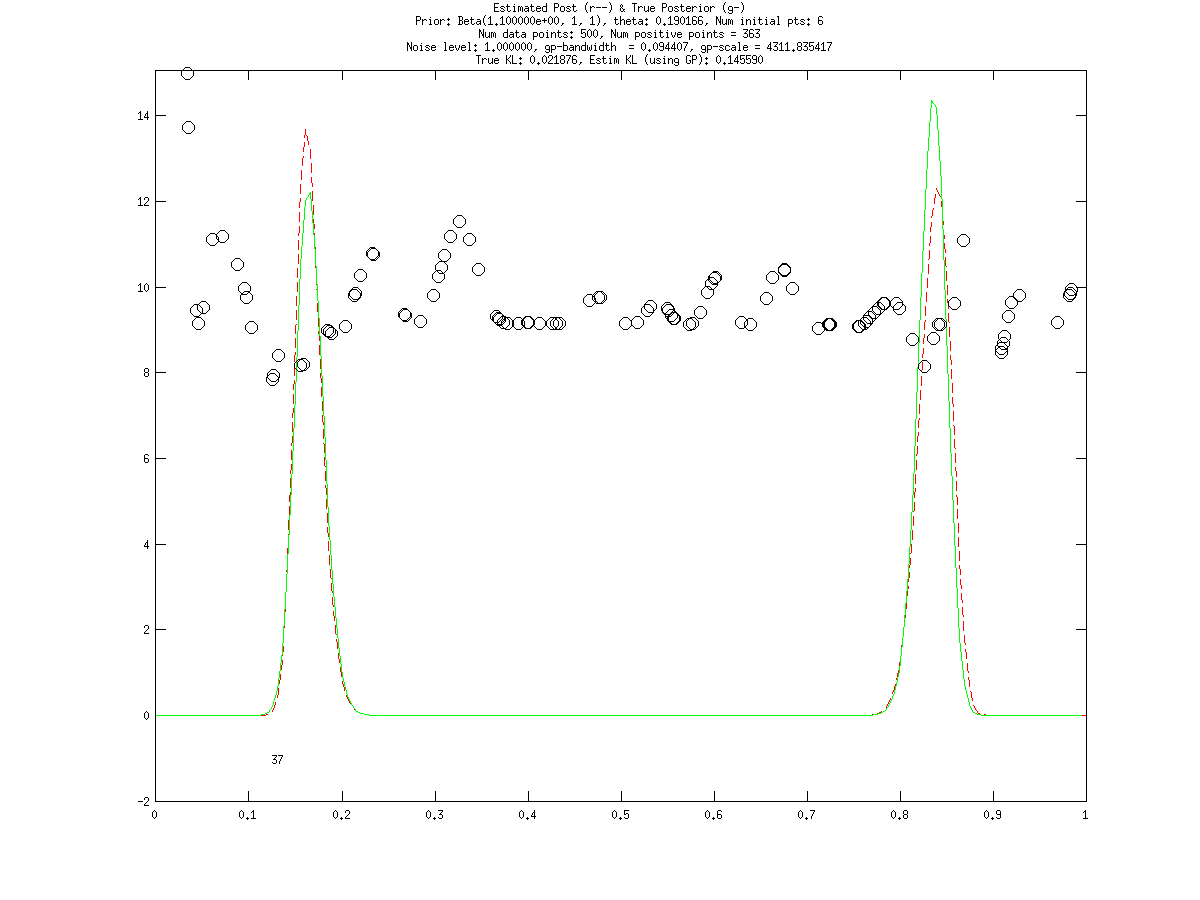 Estimated Post (r--) & True Posterior (g-)
Prior: Beta(1.100000e+00, 1, 1), theta: 0.190166, Num initial pts: 6
Num data points: 500, Num positive points = 363
Noise level: 1.000000, gp-bandwidth  = 0.094407, gp-scale = 4311.835417
True KL: 0.021876, Estim KL (using GP): 0.145590
14
12
10
8
6
4
2
0
37
-2
0 0.1 0.2 0.3 0.4 0.5 0.6 0.7 0.8 0.9 1